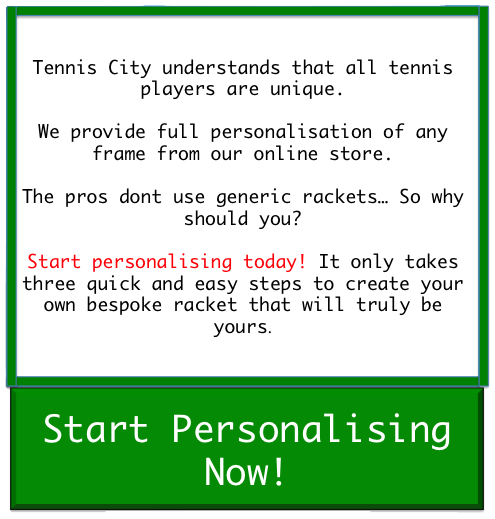 Tennis City understands that all tennis
players are unique.
We provide full personalisation of any
frame from our online store.
The pros dont use generic rackets… So why
should you?
Start personalising today! It only takes
three quick and easy steps to create your
own bespoke racket that will truly be
yours.
Start Personalising
Now!